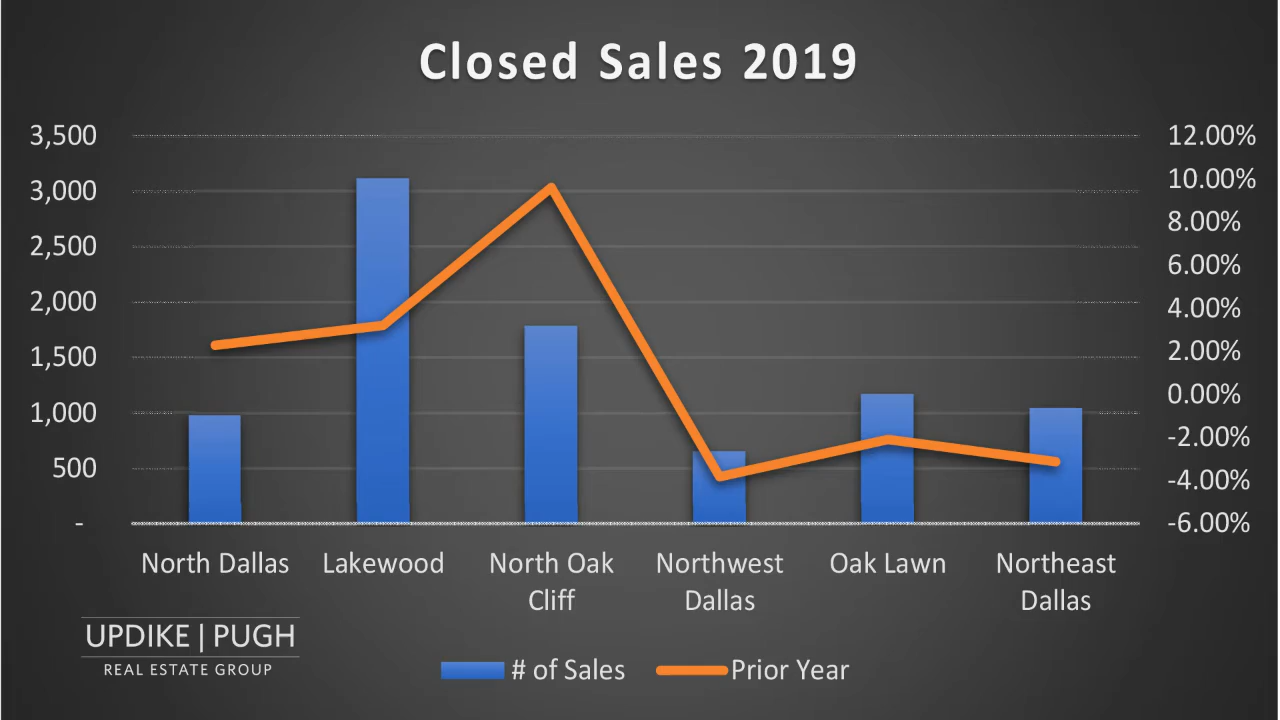 Closed Sales 2019
3,500
3,000
2,500
2,000
1,500
1,000
500
-
12.00%
10.00%
8.00%
6.00%
4.00%
2.00%
0.00%
-2.00%
-4.00%
-6.00%
North Dallas
Lakewood
North Oak
Cliff
Northwest
Dallas
Oak Lawn
Northeast
Dallas
UPDIKE | PUGH
REAL ESTATE GROUP
# of Sales
Prior Year